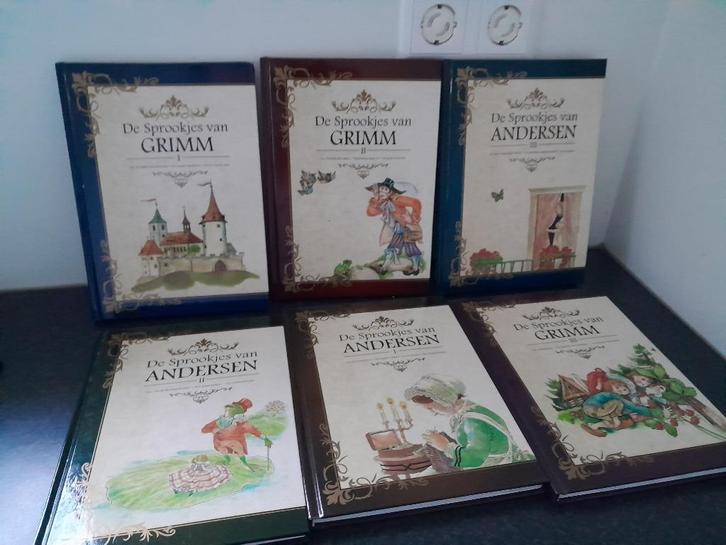 De Sprookjes van
GRIMM
I
De Sprookjes van
GRIMM
II
De Sprookjes van
ANDERSEN
III
De Sprookjes van
ANDERSEN
II
De Sprookjes van
ANDERSEN
I
De Sprookjes van
GRIMM
III